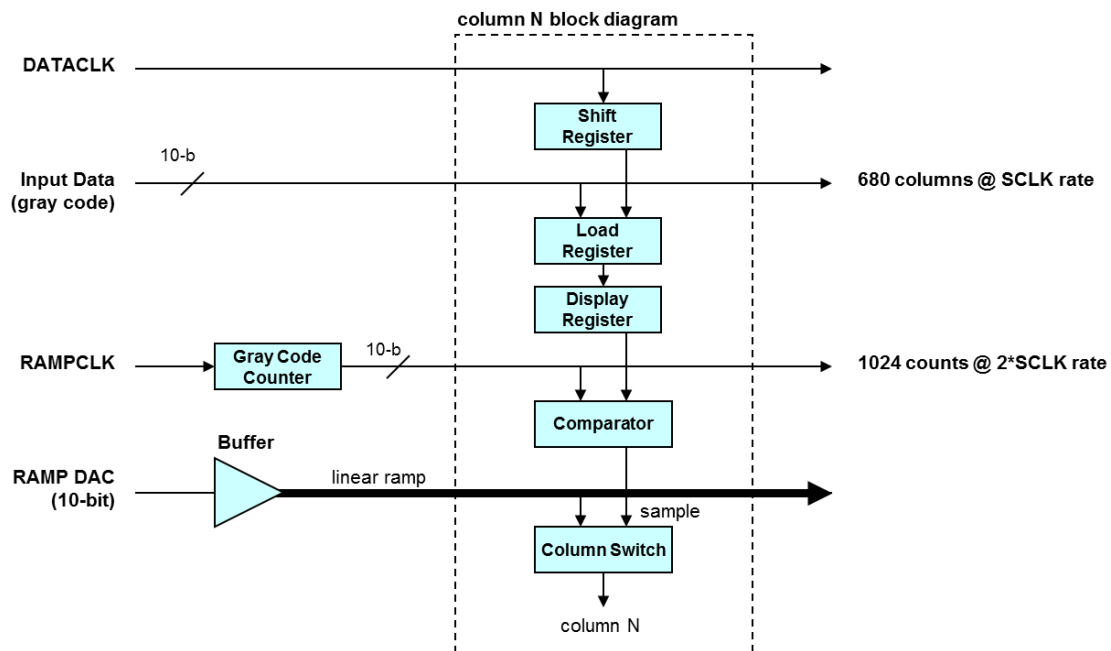 column N block diagram
DATACLK
Shift
Register
10-b
Input Data
(gray code)
680 columns @ SCLK rate
Load
Register
Display
Register
RAMPCLK
Gray Code
Counter
10-b
1024 counts @ 2*SCLK rate
Comparator
Buffer
RAMP DAC
(10-bit)
linear ramp
sample
Column Switch
column N